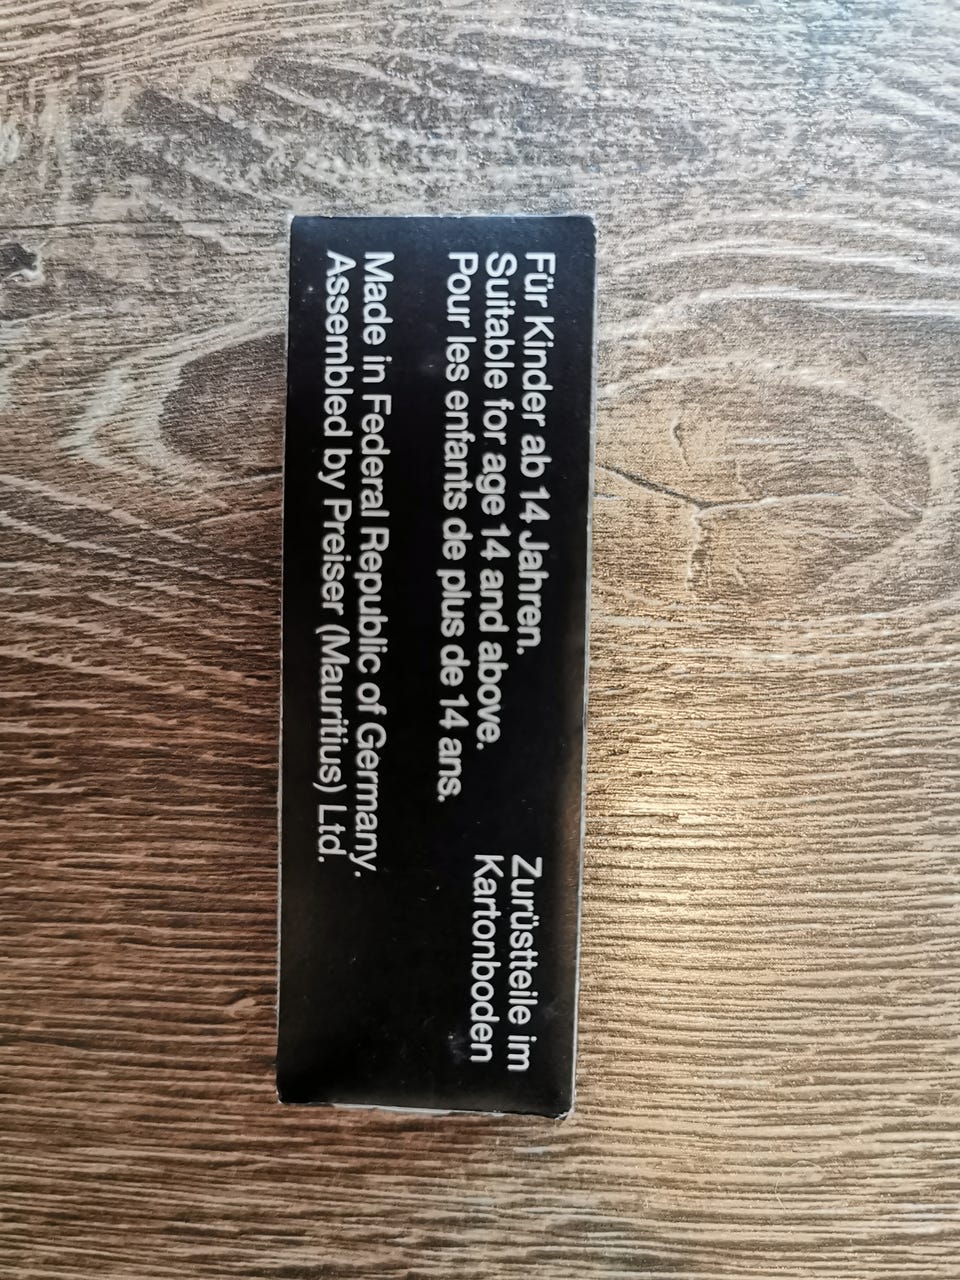 Für Kinder ab 14 Jahren.
Suitable for age 14 and above.
Pour les enfants de plus de 14 ans.
Zurüstteile im
Kartonboden
Made in Federal Republic of Germany.
Assembled by Preiser (Mauritius) Ltd.